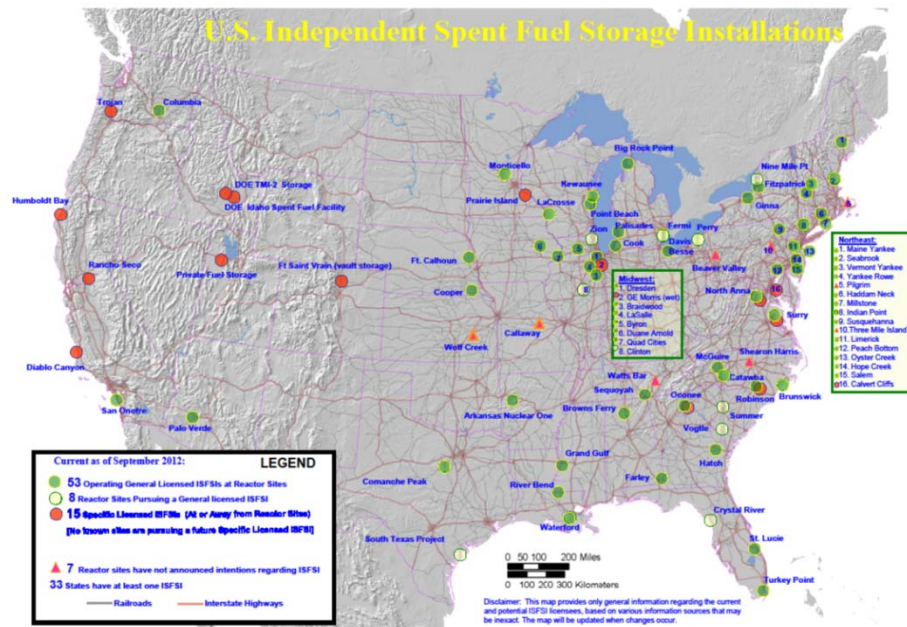 U.S. Independent Spent Fuel Storage Installations
Trojan
Columbia
Big Rock Point
Monticello
Nine Mile Pt.
Fitzpatrick
Ginna
DOE TMI-2 Storage
DOE Idaho Spent Fuel Facility
Prairie Island
Kewaunee
LaCrosse
Point Beach
Humboldt Bay
Zion
Palisades
Fermi
Perry
Cook
Davis
Besse
Beaver Valley
Rancho Seco
Private Fuel Storage
Ft Saint Vrain (vault storage)
Ft. Calhoun
Cooper
North Anna
Surry
Callaway
Wolf Creek
Diablo Canyon
McGuire
Shearon Harris
Watts Bar
Catawba
Sequoyah
Oconee
Robinson
Brunswick
San Onofre
Palo Verde
Arkansas Nuclear One
Browns Ferry
Summer
Vogtle
Hatch
Comanche Peak
Grand Gulf
Farley
River Bend
Waterford
Crystal River
South Texas Project
St. Lucie
Turkey Point
Midwest:
1. Dresden
2. GE Morris (wet)
3. Braidwood
4. LaSalle
5. Byron
6. Duane Arnold
7. Quad Cities
8. Clinton
Northeast:
1. Maine Yankee
2. Seabrook
3. Vermont Yankee
4. Yankee Rowe
5. Pilgrim
6. Haddam Neck
7. Millstone
8. Indian Point
9. Susquehanna
10. Three Mile Island
11. Limerick
12. Peach Bottom
13. Oyster Creek
14. Hope Creek
15. Salem
16. Calvert Cliffs
Current as of September 2012:
LEGEND
53 Operating General Licensed ISFSIs at Reactor Sites
8 Reactor Sites Pursuing a General licensed ISFSI
15 Specific Licensed ISFSIs (At or Away from Reactor Sites)
[No known sites are pursuing a future Specific Licensed ISFSI]
7 Reactor sites have not announced intentions regarding ISFSI
33 States have at least one ISFSI
Railroads
Interstate Highways
0 50 100 200 Miles
0 100 200 300 Kilometers
Disclaimer: This map provides only general information regarding the current
and potential ISFSI licensees, based on various information sources that may
be inexact. The map will be updated when changes occur.